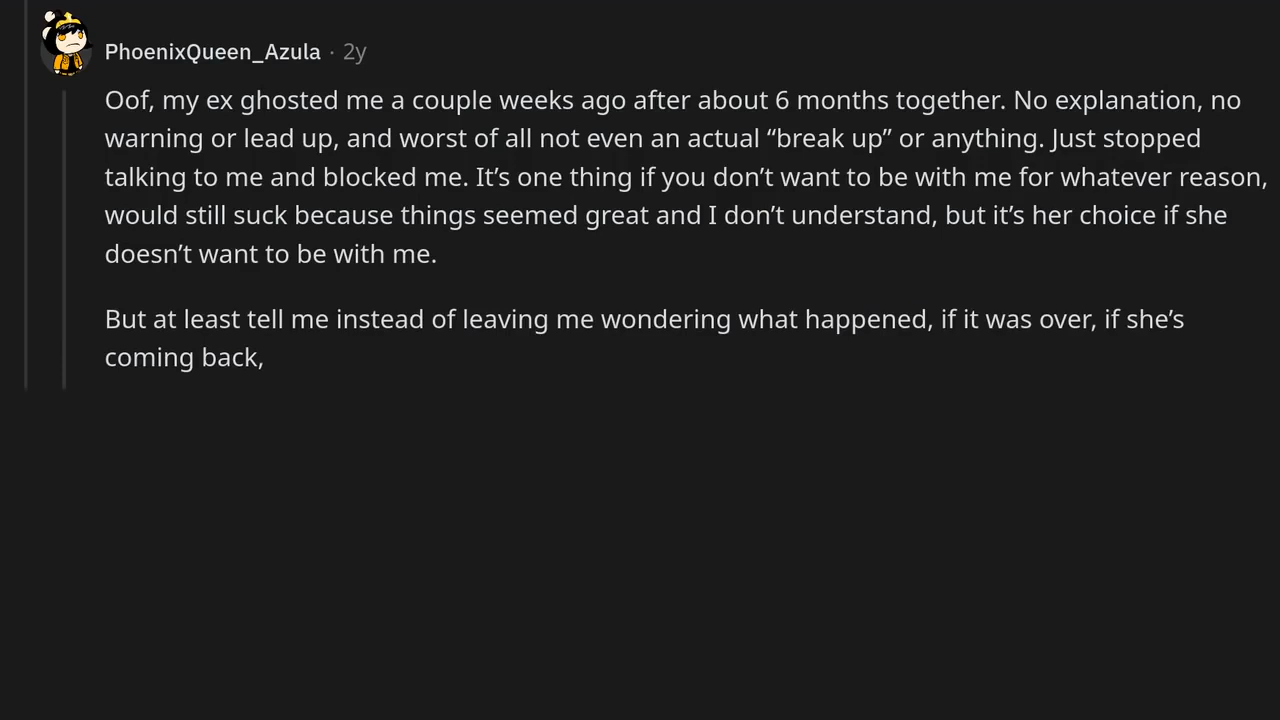 PhoenixQueen_Azula · 2y
Oof, my ex ghosted me a couple weeks ago after about 6 months together. No explanation, no
warning or lead up, and worst of all not even an actual “break up” or anything. Just stopped
talking to me and blocked me. It’s one thing if you don’t want to be with me for whatever reason,
would still suck because things seemed great and I don’t understand, but it’s her choice if she
doesn’t want to be with me.
But at least tell me instead of leaving me wondering what happened, if it was over, if she’s
coming back,